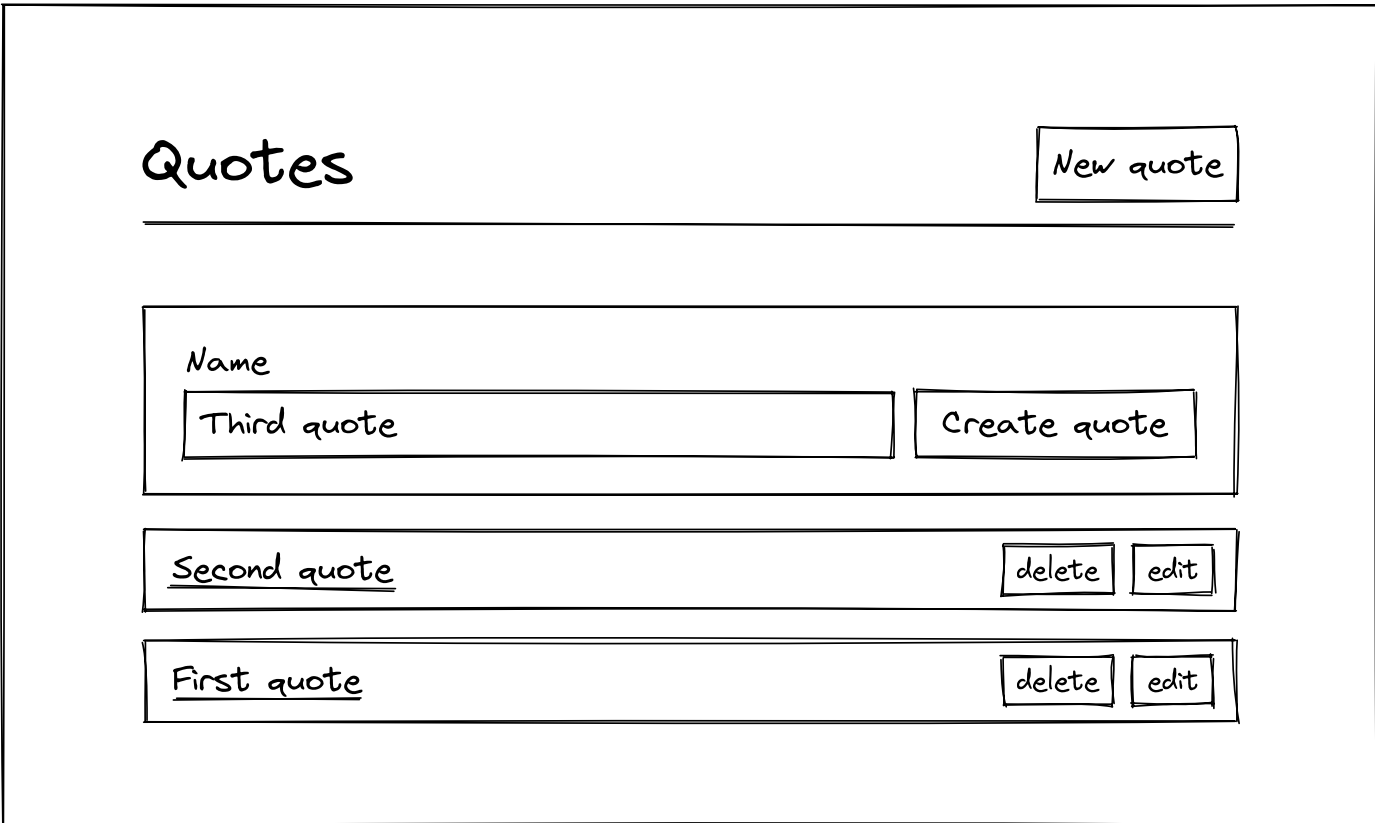 Quotes
New quote
Name
Third quote
Create quote
Second quote
delete
edit
First quote
delete
edit